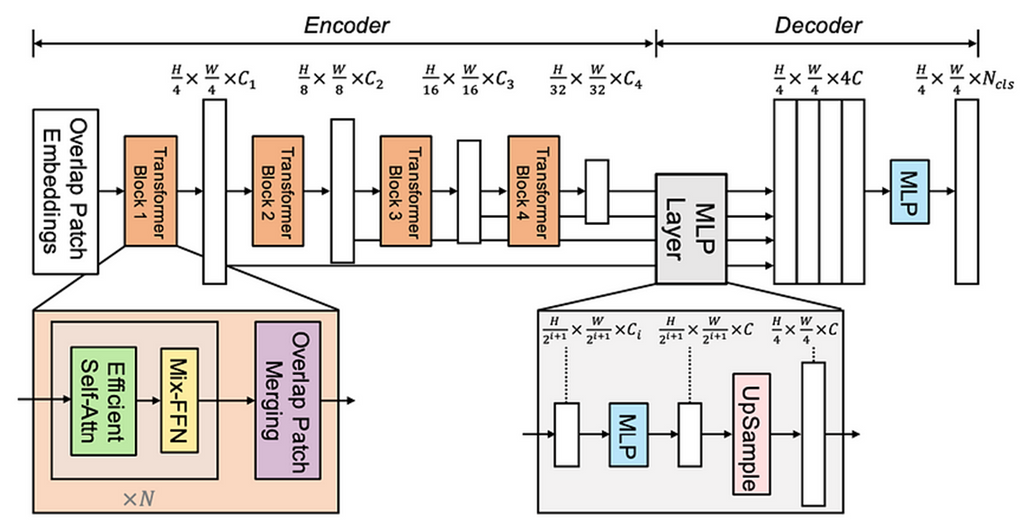 Encoder
Decoder
H/4 × W/4 ×C₁
H/8 × W/8 ×C₂
H/16 × W/16 ×C₃
H/32 × W/32 ×C₄
H/4 × W/4 ×4C
H/4 × W/4 ×N_cls
Overlap Patch
Embeddings
Transformer
Block 1
Transformer
Block 2
Transformer
Block 3
Transformer
Block 4
MLP
Layer
MLP
Efficient
Self-Attn
Mix-FFN
Overlap Patch
Merging
×N
H/2^{i+1} × W/2^{i+1} ×C_i
H/2^{i+1} × W/2^{i+1} ×C
H/4 × W/4 ×C
MLP
UpSample